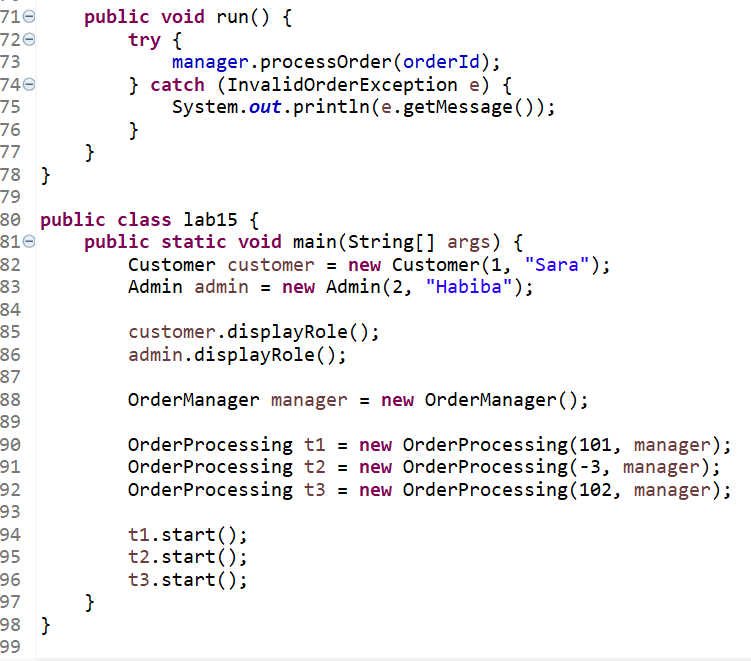 71 public void run() {
72 try {
73 manager.processOrder(orderId);
74 } catch (InvalidOrderException e) {
75 System.out.println(e.getMessage());
76 }
77 }
78 }
79
80 public class lab15 {
81 public static void main(String[] args) {
82 Customer customer = new Customer(1, "Sara");
83 Admin admin = new Admin(2, "Habiba");
84
85 customer.displayRole();
86 admin.displayRole();
87
88 OrderManager manager = new OrderManager();
89
90 OrderProcessing t1 = new OrderProcessing(101, manager);
91 OrderProcessing t2 = new OrderProcessing(-3, manager);
92 OrderProcessing t3 = new OrderProcessing(102, manager);
93
94 t1.start();
95 t2.start();
96 t3.start();
97 }
98 }
99